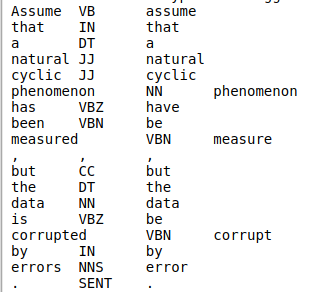 Assume VB assume
that IN that
a DT a
natural JJ natural
cyclic JJ cyclic
phenomenon NN phenomenon
has VBZ have
been VBN be
measured VBN measure
, , ,
but CC but
the DT the
data NN data
is VBZ be
corrupted VBN corrupt
by IN by
errors NNS error
. SENT .